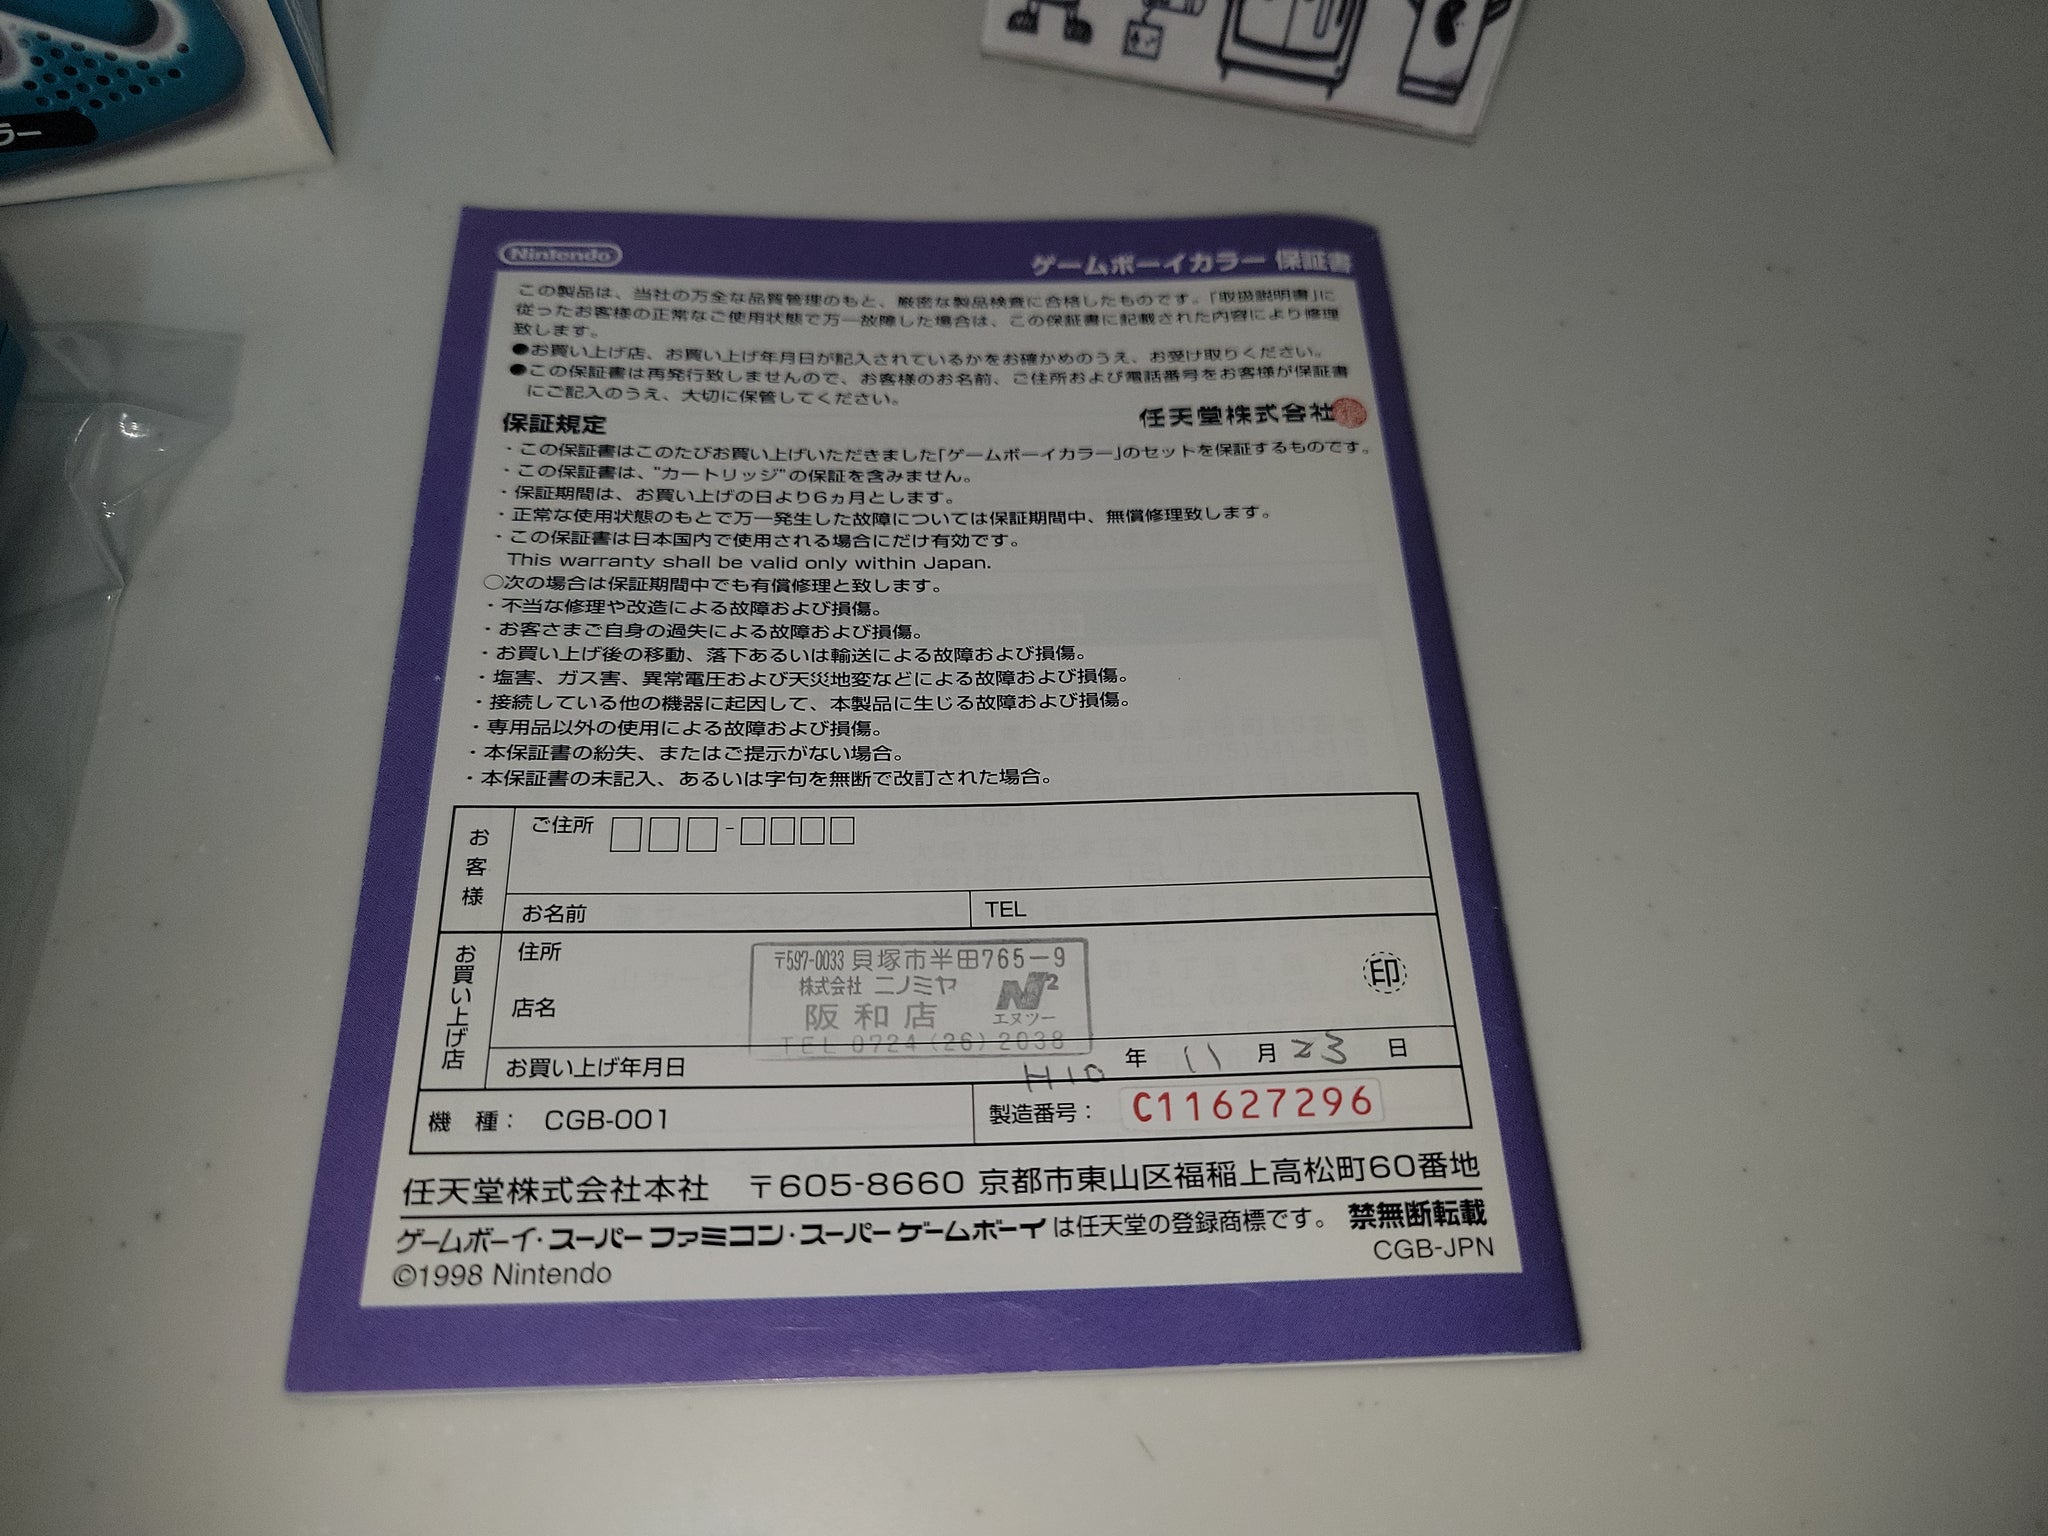 ラー
Nintendo
ゲームボーイカラー 保証書
この製品は、当社の万全な品質管理のもと、厳密な製品検査に合格したものです。「取扱説明書」に
従ったお客様の正常なご使用状態で万一故障した場合は、この保証書に記載された内容により修理
致します。
●お買い上げ店、お買い上げ年月日が記入されているかをお確かめのうえ、お受け取りください。
●この保証書は再発行致しませんので、お客様のお名前、ご住所および電話番号をお客様が保証書
にご記入のうえ、大切に保管してください。
保証規定
任天堂株式会社
・この保証書はこのたびお買い上げいただきました「ゲームボーイカラー」のセットを保証するものです。
・この保証書は、"カートリッジ"の保証を含みません。
・保証期間は、お買い上げの日より6ヵ月とします。
・正常な使用状態のもとで万一発生した故障については保証期間中、無償修理致します。
・この保証書は日本国内で使用される場合にだけ有効です。
This warranty shall be valid only within Japan.
○次の場合は保証期間中でも有償修理と致します。
・不当な修理や改造による故障および損傷。
・お客さまご自身の過失による故障および損傷。
・お買い上げ後の移動、落下あるいは輸送による故障および損傷。
・塩害、ガス害、異常電圧および天災地変などによる故障および損傷。
・接続している他の機器に起因して、本製品に生じる故障および損傷。
・専用品以外の使用による故障および損傷。
・本保証書の紛失、またはご提示がない場合。
・本保証書の未記入、あるいは字句を無断で改訂された場合。
お客様
ご住所 □□□-□□□□
お名前 TEL
お買い上げ店
住所
店名
〒597-0033 貝塚市半田765-9
株式会社 ニノミヤ N2
阪和店 エヌツー
TEL 0724(26)2038
印
お買い上げ年月日 H10 年 11 月 23 日
機 種： CGB-001 製造番号： C11627296
任天堂株式会社本社 〒605-8660 京都市東山区福稲上高松町60番地
ゲームボーイ・スーパーファミコン・スーパーゲームボーイは任天堂の登録商標です。 禁無断転載
©1998 Nintendo CGB-JPN